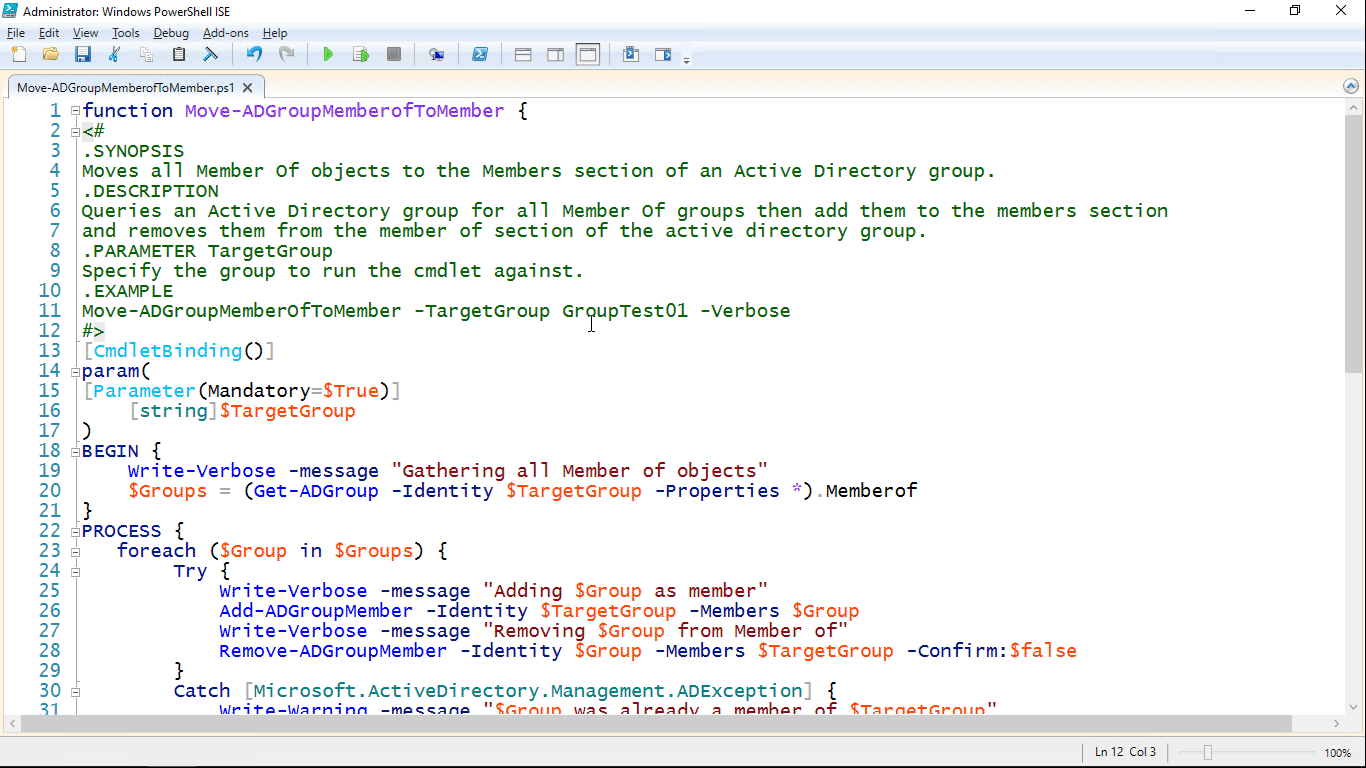 Administrator: Windows PowerShell ISE
File Edit View Tools Debug Add-ons Help
Move-ADGroupMemberofToMember.ps1
1 function Move-ADGroupMemberofToMember {
2 <#
3 .SYNOPSIS
4 Moves all Member Of objects to the Members section of an Active Directory group.
5 .DESCRIPTION
6 Queries an Active Directory group for all Member Of groups then add them to the members section
7 and removes them from the member of section of the active directory group.
8 .PARAMETER TargetGroup
9 Specify the group to run the cmdlet against.
10 .EXAMPLE
11 Move-ADGroupMemberOfToMember -TargetGroup GroupTest01 -Verbose
12 #>
13 [CmdletBinding()]
14 param(
15 [Parameter(Mandatory=$True)]
16 [string]$TargetGroup
17 )
18 BEGIN {
19 Write-Verbose -message "Gathering all Member of objects"
20 $Groups = (Get-ADGroup -Identity $TargetGroup -Properties *).Memberof
21 }
22 PROCESS {
23 foreach ($Group in $Groups) {
24 Try {
25 Write-Verbose -message "Adding $Group as member"
26 Add-ADGroupMember -Identity $TargetGroup -Members $Group
27 Write-Verbose -message "Removing $Group from Member of"
28 Remove-ADGroupMember -Identity $Group -Members $TargetGroup -Confirm:$false
29 }
30 Catch [Microsoft.ActiveDirectory.Management.ADException] {
31 Write-Warning -message "$Group was already a member of $TargetGroup"
Ln 12 Col 3
100%